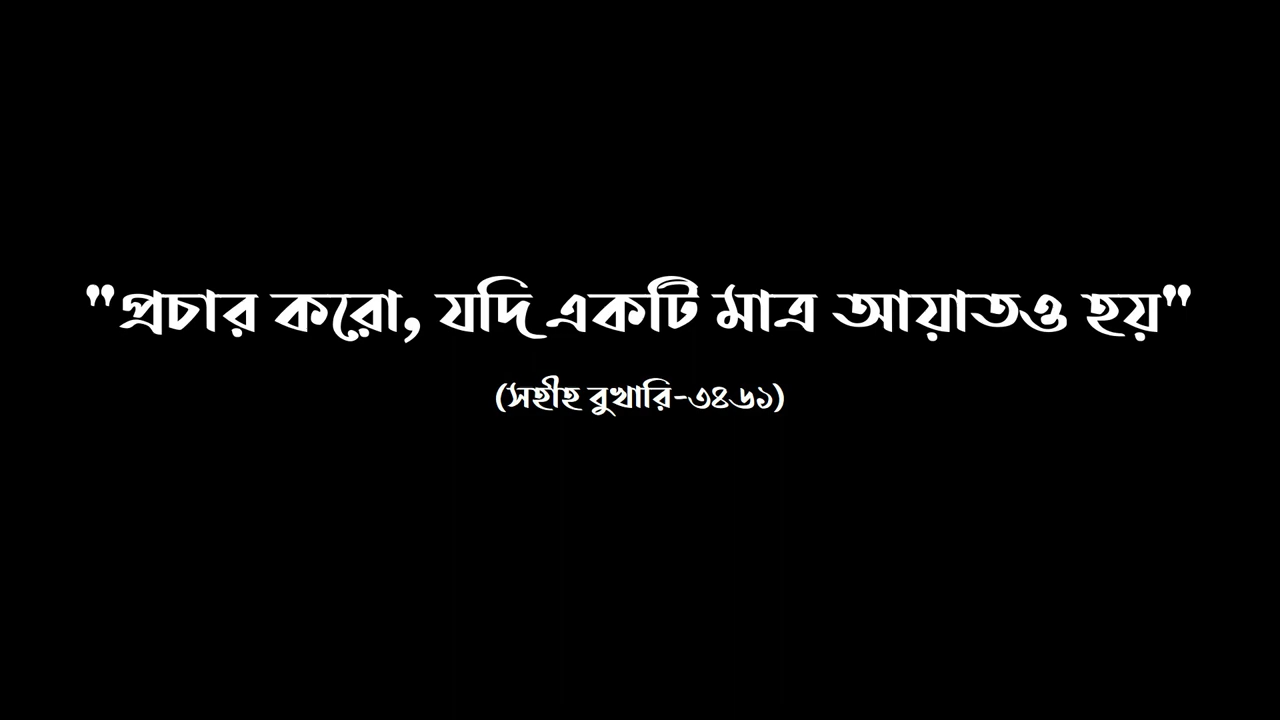 "প্রচার করো, যদি একটি মাত্র আয়াতও হয়"
(সহীহ বুখারি-৩৪৬১)